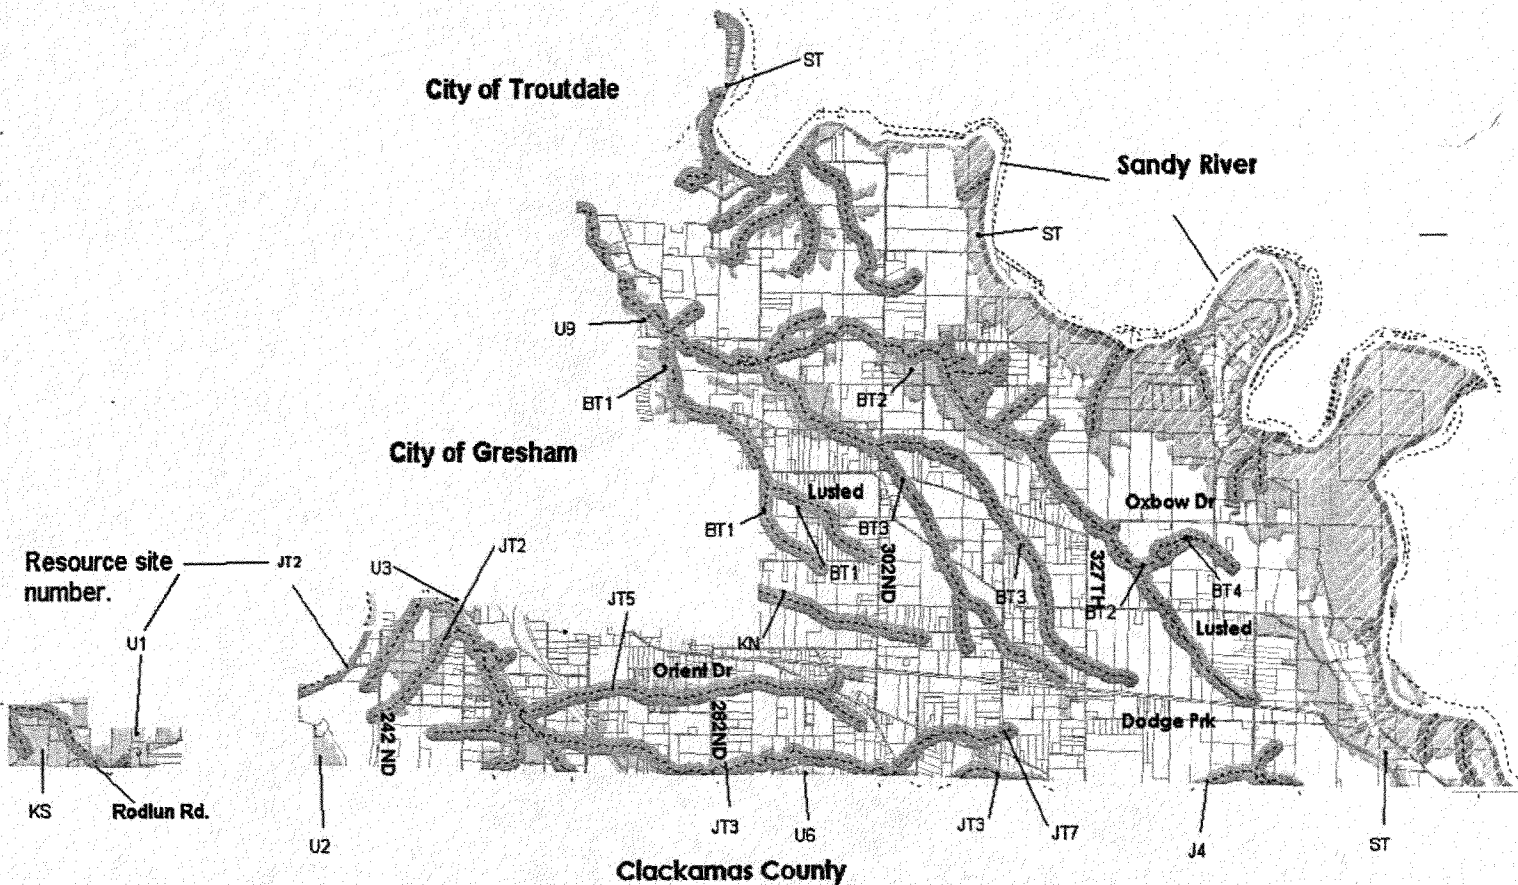 ST
City of Troutdale
Sandy River
ST
U9
BT1
BT2
City of Gresham
Lusted
Oxbow Dr
BT1
BT3
302ND
327TH
JT2
Resource site
number.
JT2
U3
BT1
BT3
BT4
BT2
JT5
Lusted
U1
KN
Orient Dr
242 ND
282ND
Dodge Prk
KS
Rodlun Rd.
U2
JT3
U6
JT3
JT7
J4
ST
Clackamas County